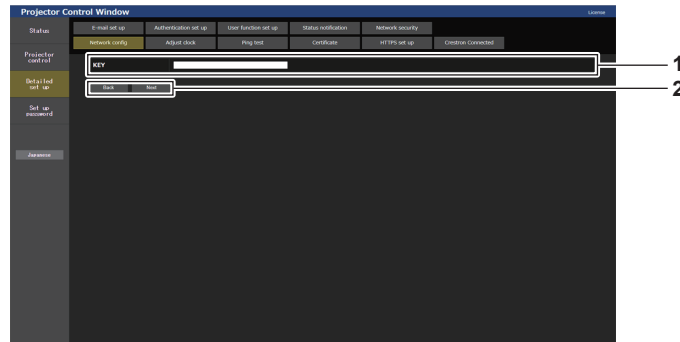 Projector Control Window
License
Status
E-mail set up
Authentication set up
User function set up
Status notification
Network security
Network config
Adjust clock
Ping test
Certificate
HTTPS set up
Crestron Connected
Projector
control
KEY
1
Detailed
set up
Back
Next
2
Set up
password
Japanese